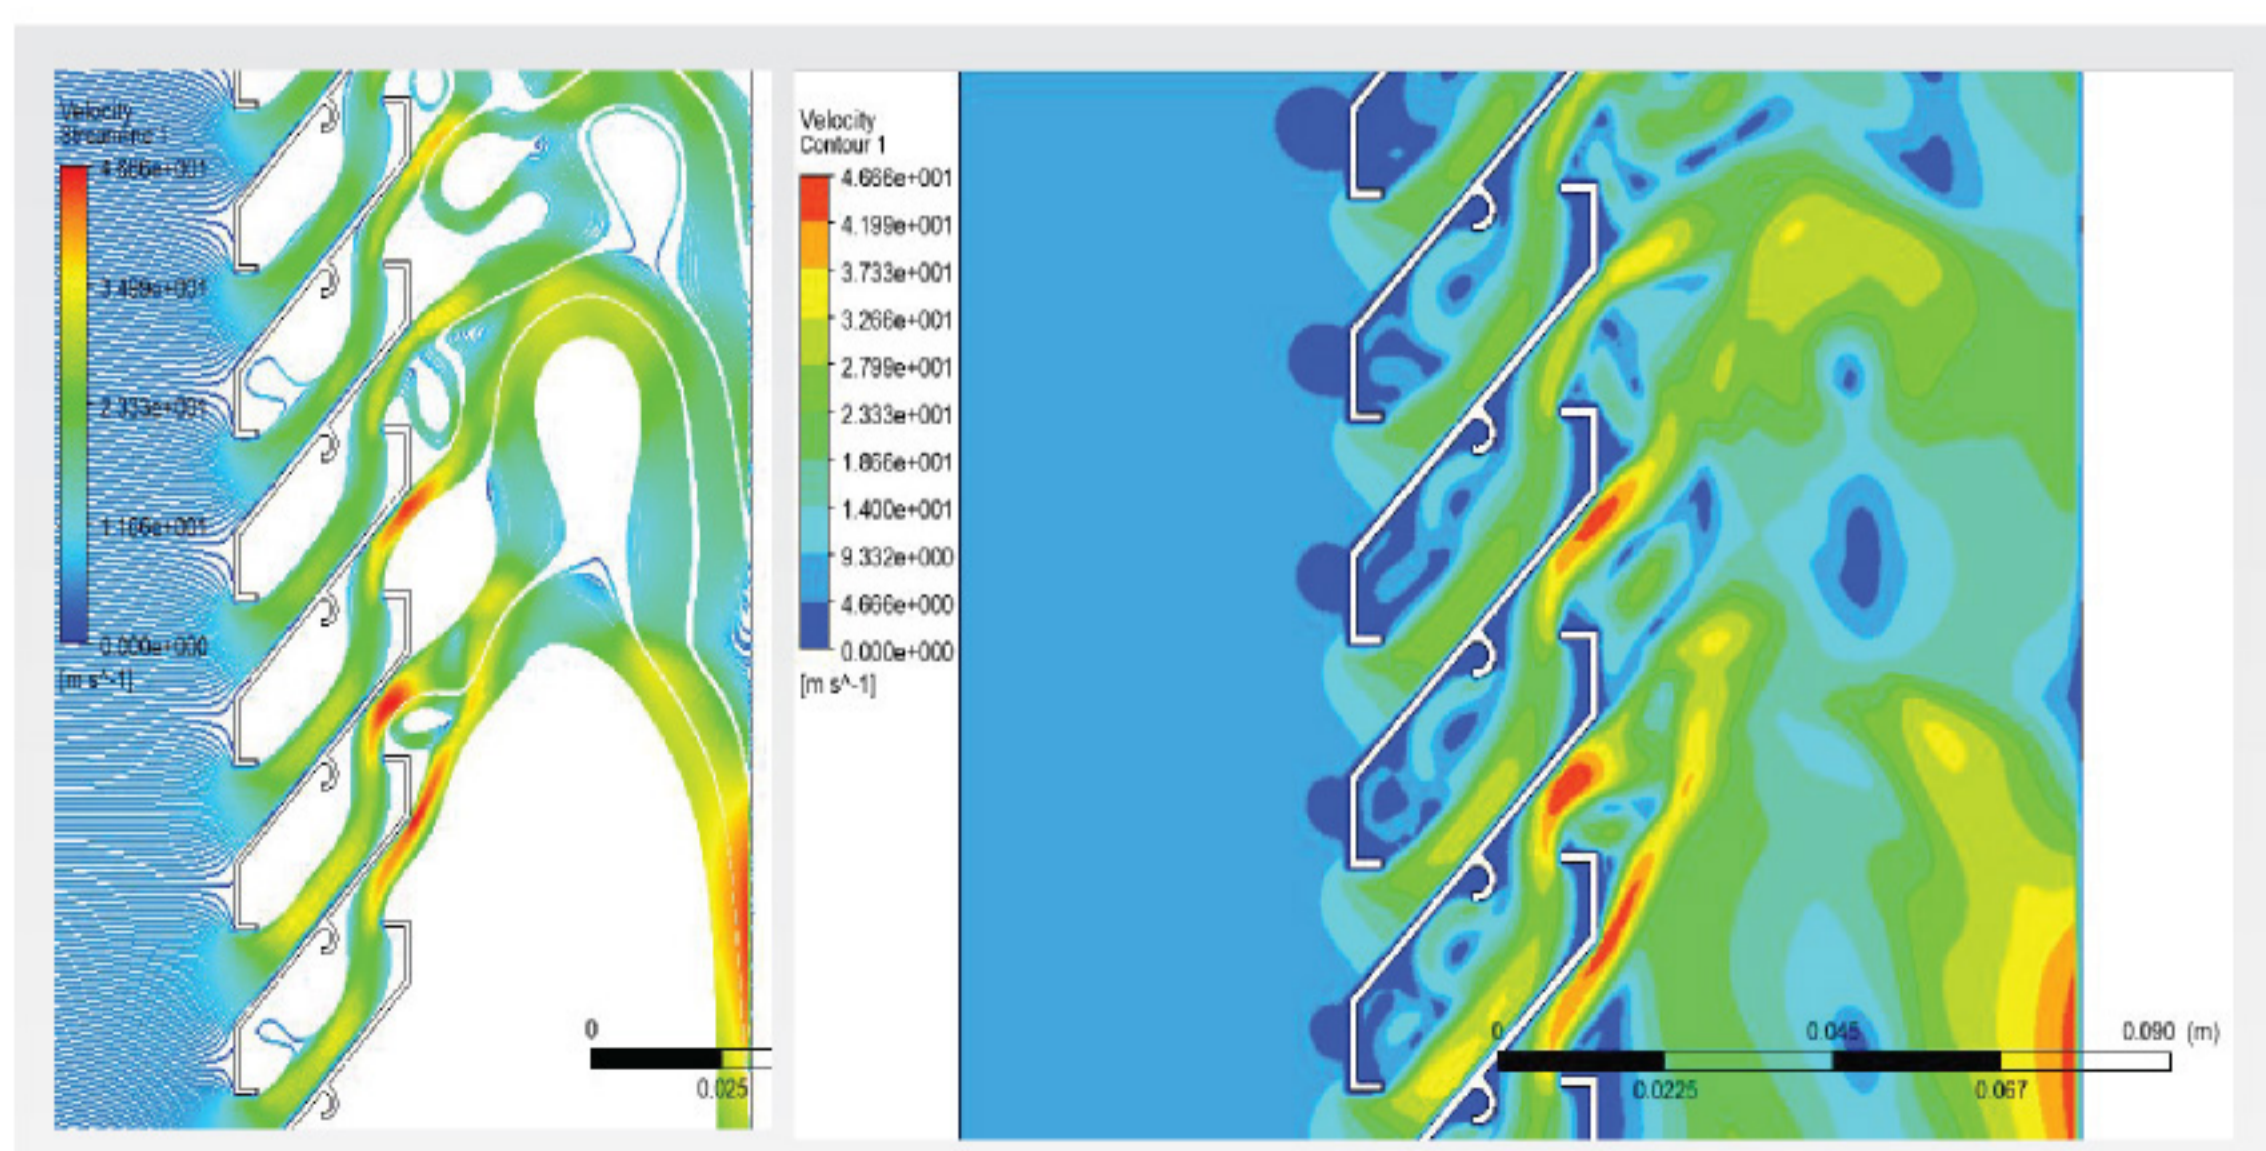 Velocity
Streamline 1
4.666e+001
3.499e+001
2.333e+001
1.166e+001
0.000e+000
[m s^-1]
0
0.025
Velocity
Contour 1
4.666e+001
4.199e+001
3.733e+001
3.266e+001
2.799e+001
2.333e+001
1.866e+001
1.400e+001
9.332e+000
4.666e+000
0.000e+000
[m s^-1]
0 0.045 0.090 (m)
0.0225 0.067